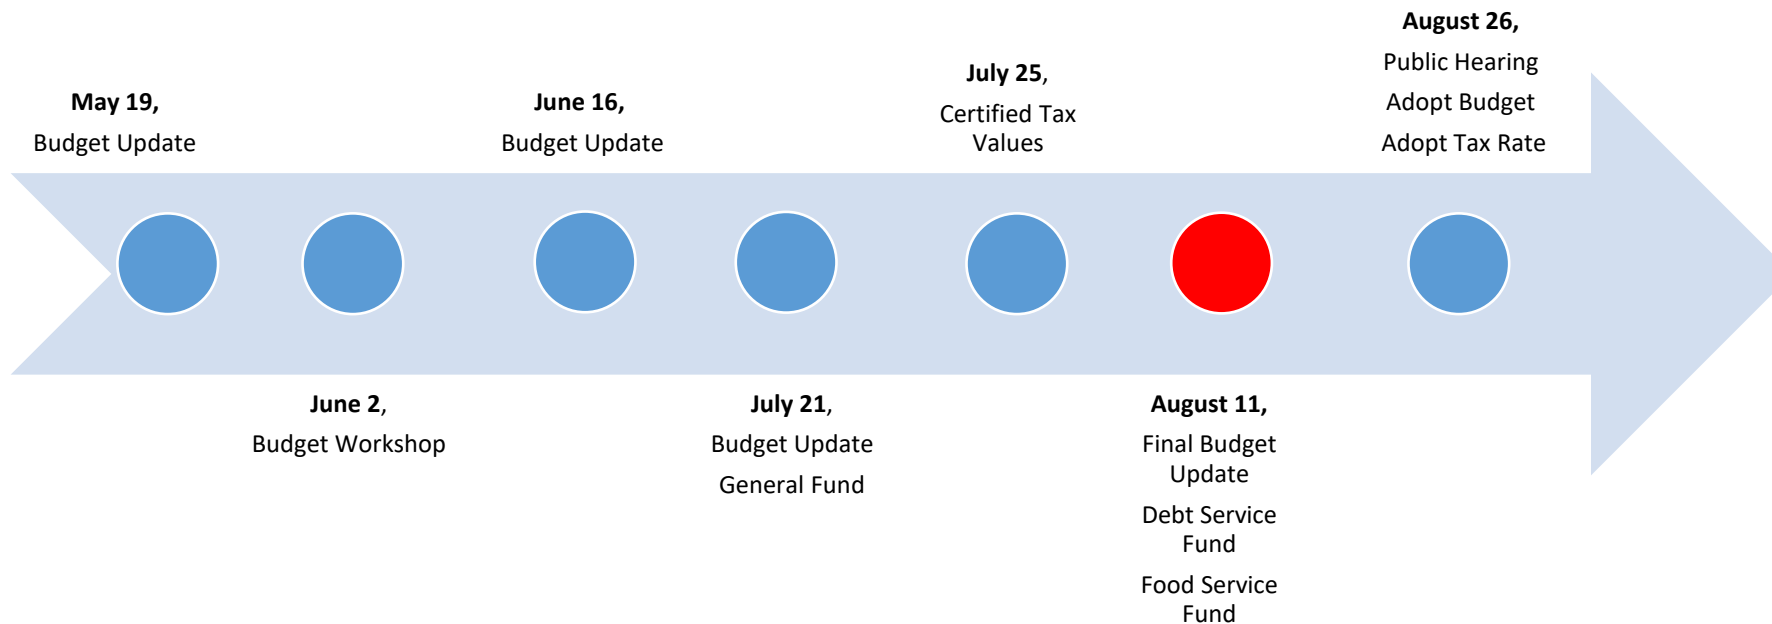 May 19,
Budget Update
June 2,
Budget Workshop
June 16,
Budget Update
July 21,
Budget Update
General Fund
July 25,
Certified Tax
Values
August 11,
Final Budget
Update
Debt Service
Fund
Food Service
Fund
August 26,
Public Hearing
Adopt Budget
Adopt Tax Rate